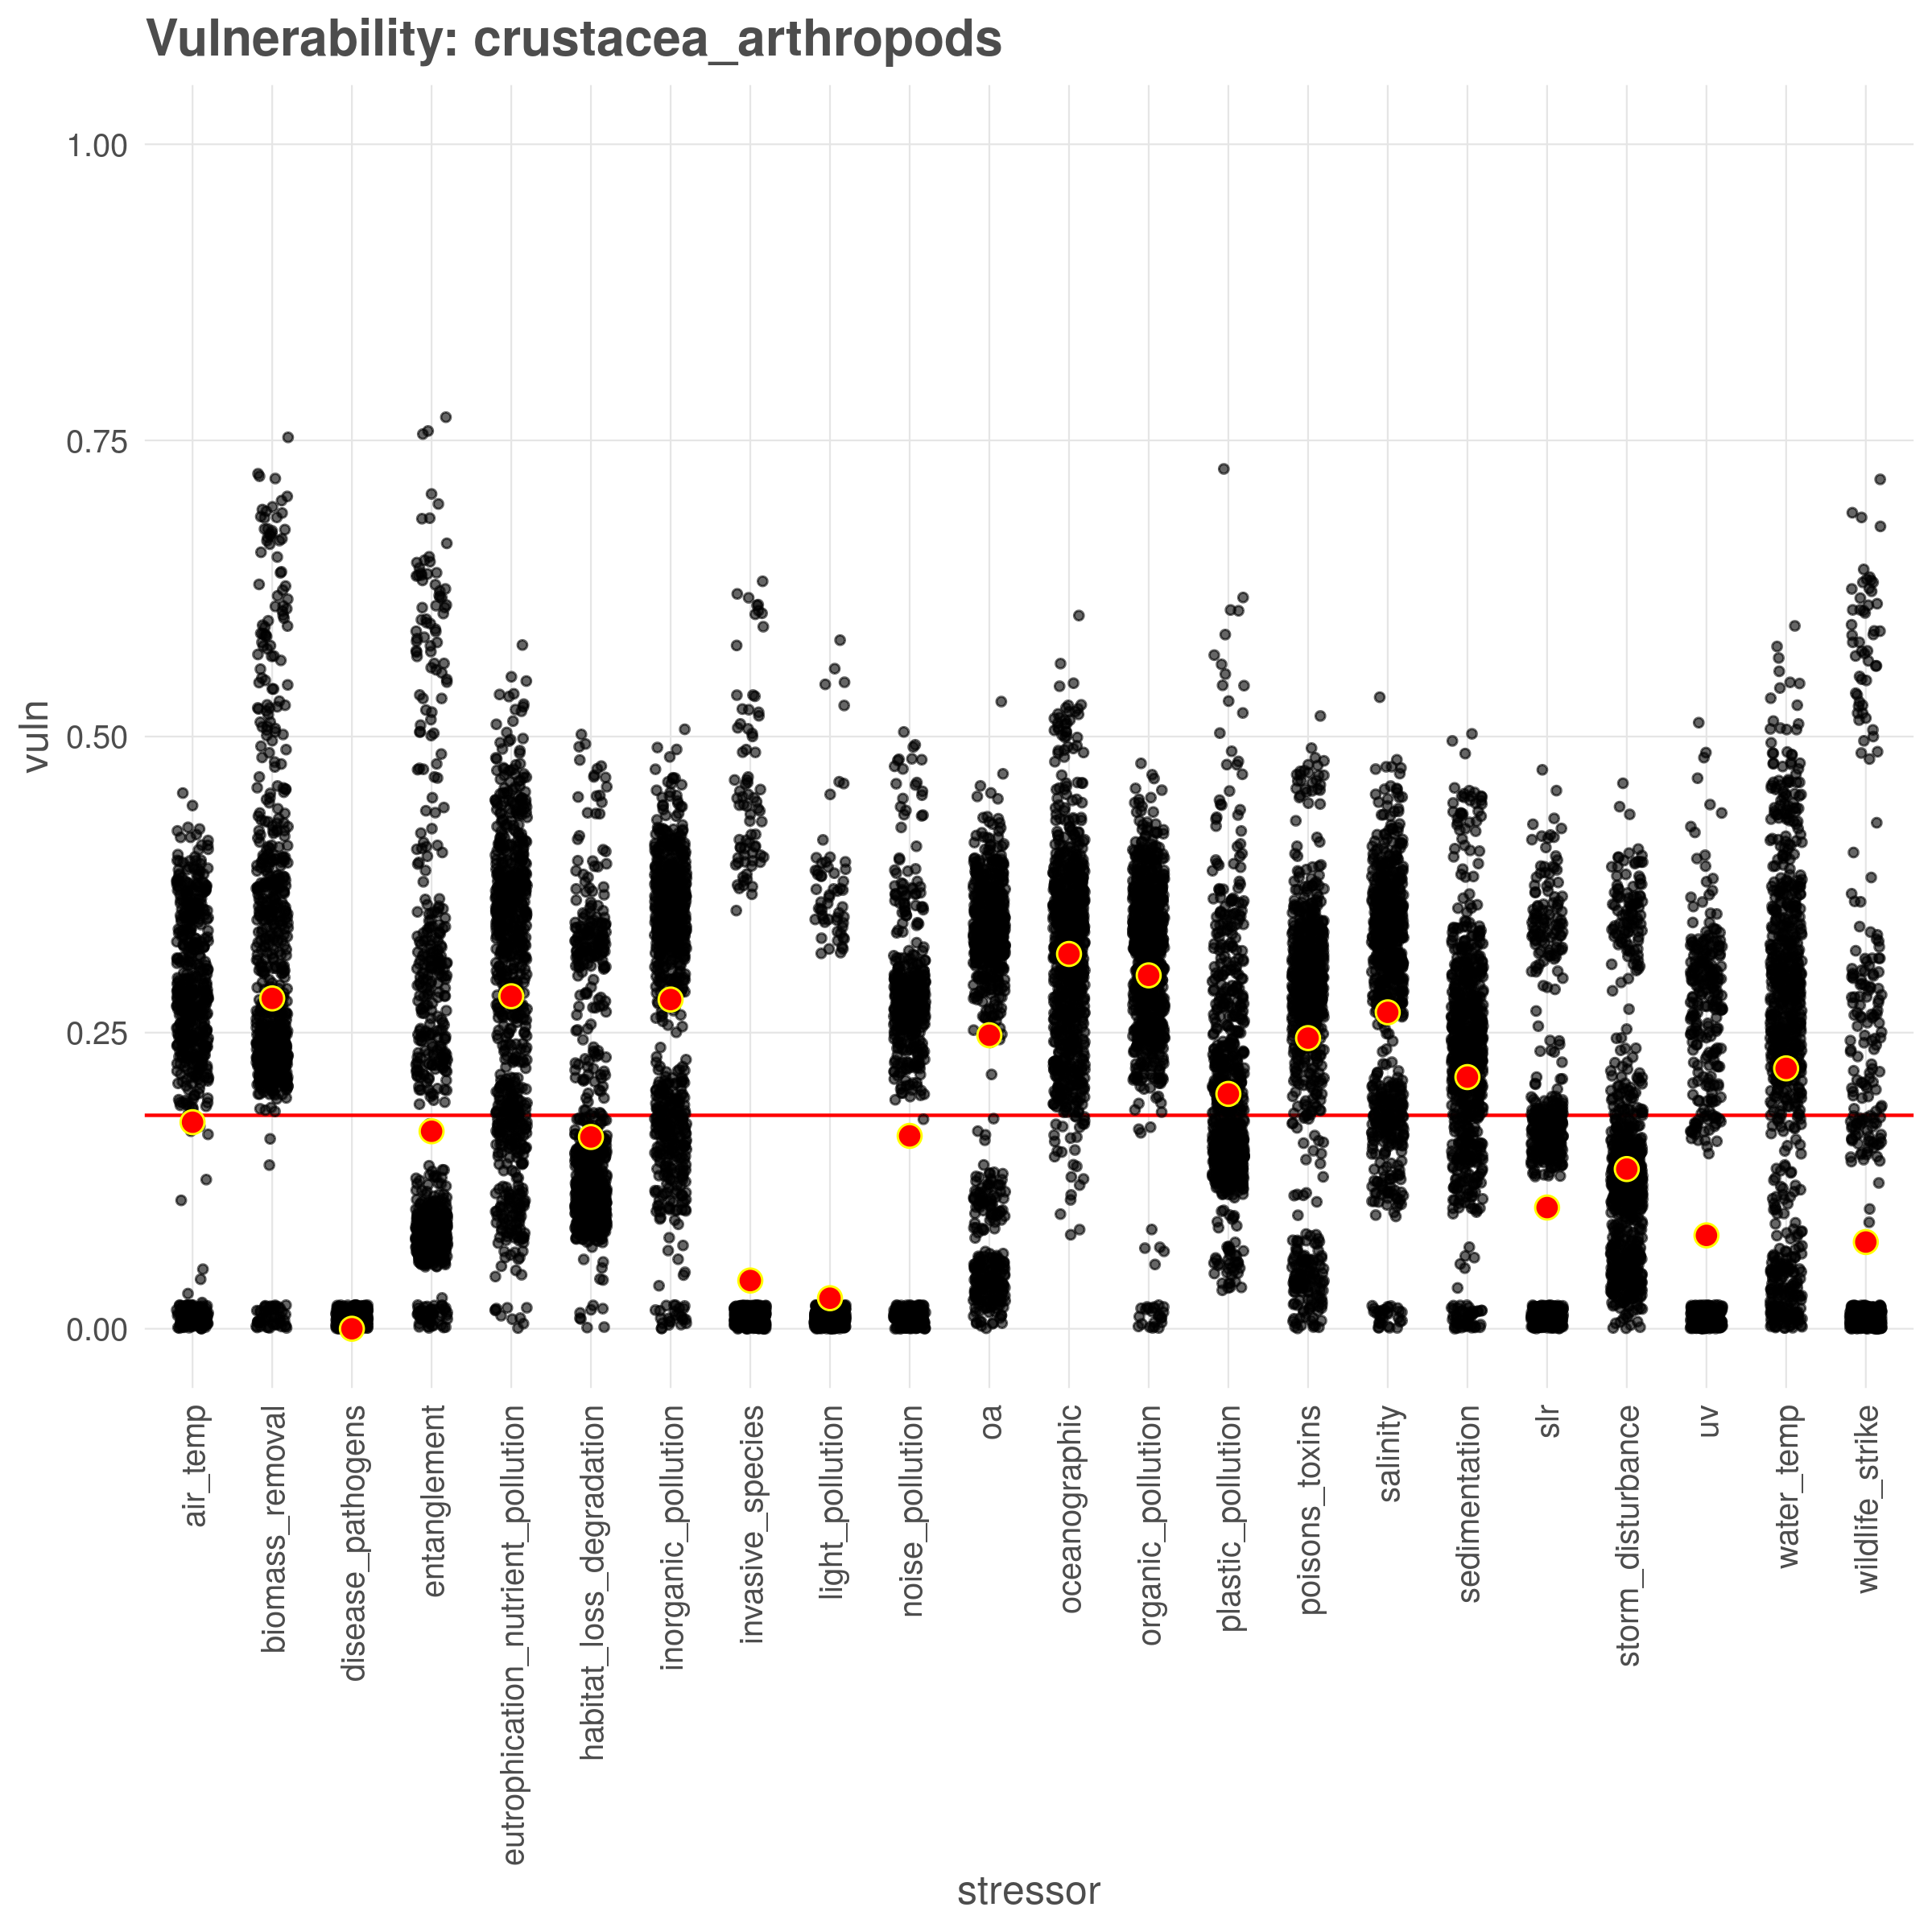 Vulnerability: crustacea_arthropods
1.00
0.75
0.50
0.25
0.00
vuln
air_temp
biomass_removal
disease_pathogens
entanglement
eutrophication_nutrient_pollution
habitat_loss_degradation
inorganic_pollution
invasive_species
light_pollution
noise_pollution
oa
oceanographic
organic_pollution
plastic_pollution
poisons_toxins
salinity
sedimentation
slr
storm_disturbance
uv
water_temp
wildlife_strike
stressor